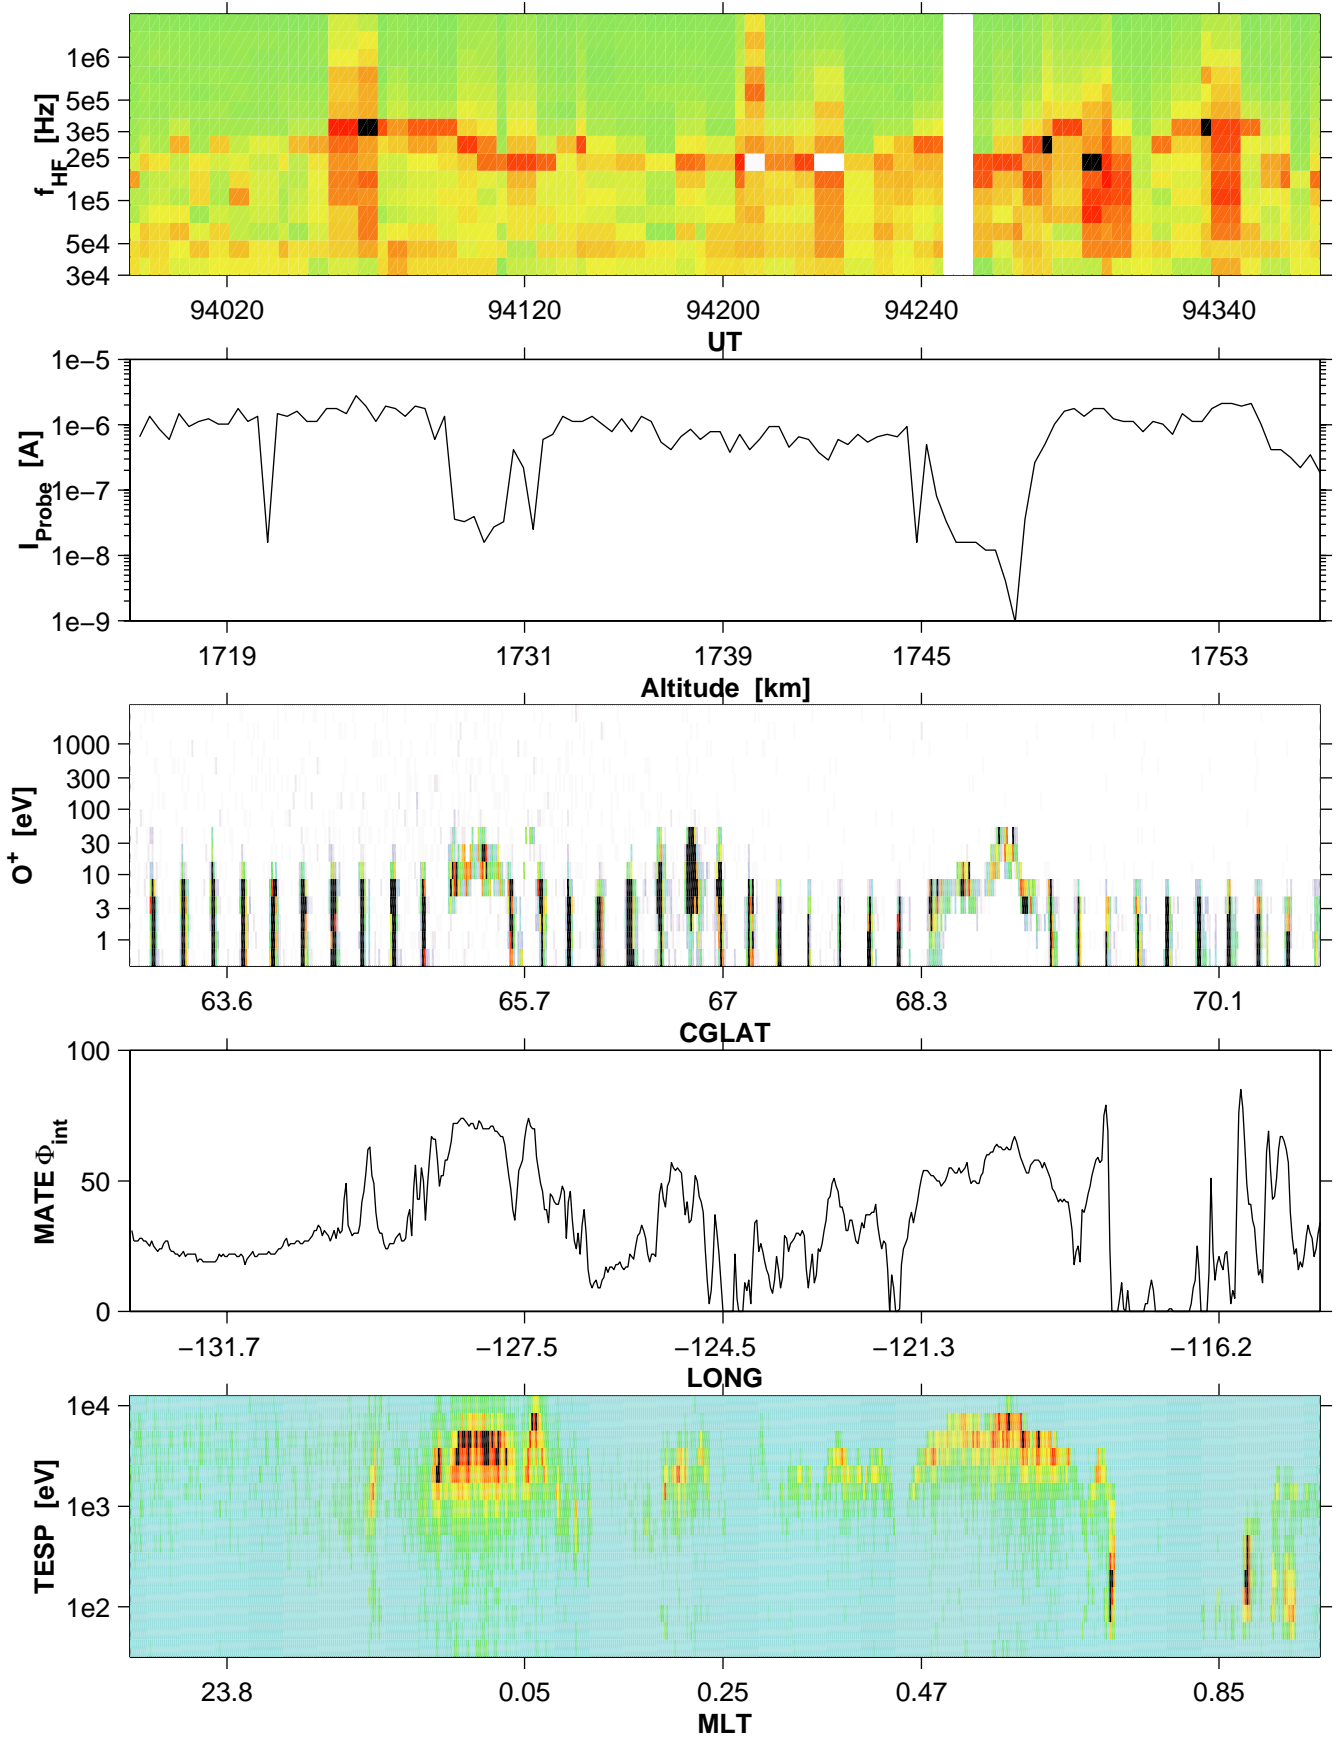 1e6
5e5
3e5
2e5
1e5
5e4
3e4
f_HF [Hz]
94020 94120 94200 94240 94340
UT
1e−5
1e−6
1e−7
1e−8
1e−9
I_Probe [A]
1719 1731 1739 1745 1753
Altitude [km]
1000
300
100
30
10
3
1
O⁺ [eV]
63.6 65.7 67 68.3 70.1
CGLAT
100
50
0
MATE Φ_int
−131.7 −127.5 −124.5 −121.3 −116.2
LONG
1e4
1e3
1e2
TESP [eV]
23.8 0.05 0.25 0.47 0.85
MLT